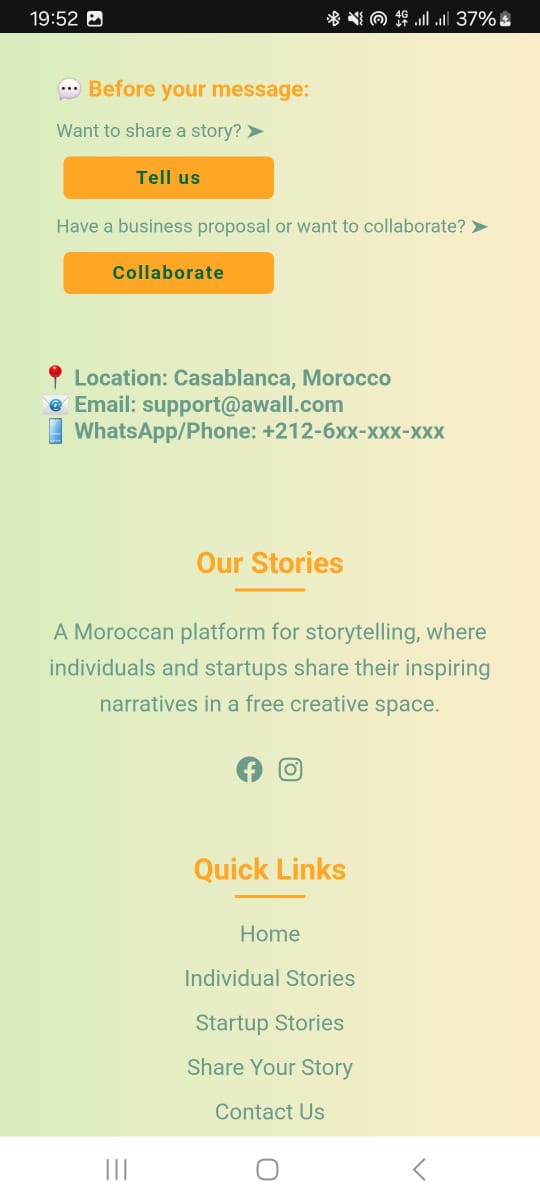 19:52 4G 37%
💬 Before your message:
Want to share a story? ➤
Tell us
Have a business proposal or want to collaborate? ➤
Collaborate
📍 Location: Casablanca, Morocco
📧 Email: support@awall.com
📱 WhatsApp/Phone: +212-6xx-xxx-xxx
Our Stories
A Moroccan platform for storytelling, where
individuals and startups share their inspiring
narratives in a free creative space.
Quick Links
Home
Individual Stories
Startup Stories
Share Your Story
Contact Us